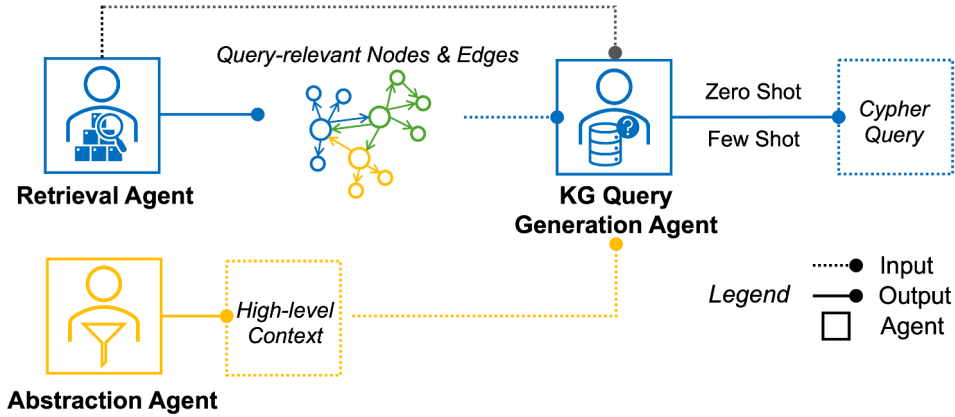 Query-relevant Nodes & Edges
Retrieval Agent
?
KG Query
Generation Agent
Zero Shot
Few Shot
Cypher
Query
High-level
Context
Abstraction Agent
Legend
Input
Output
Agent